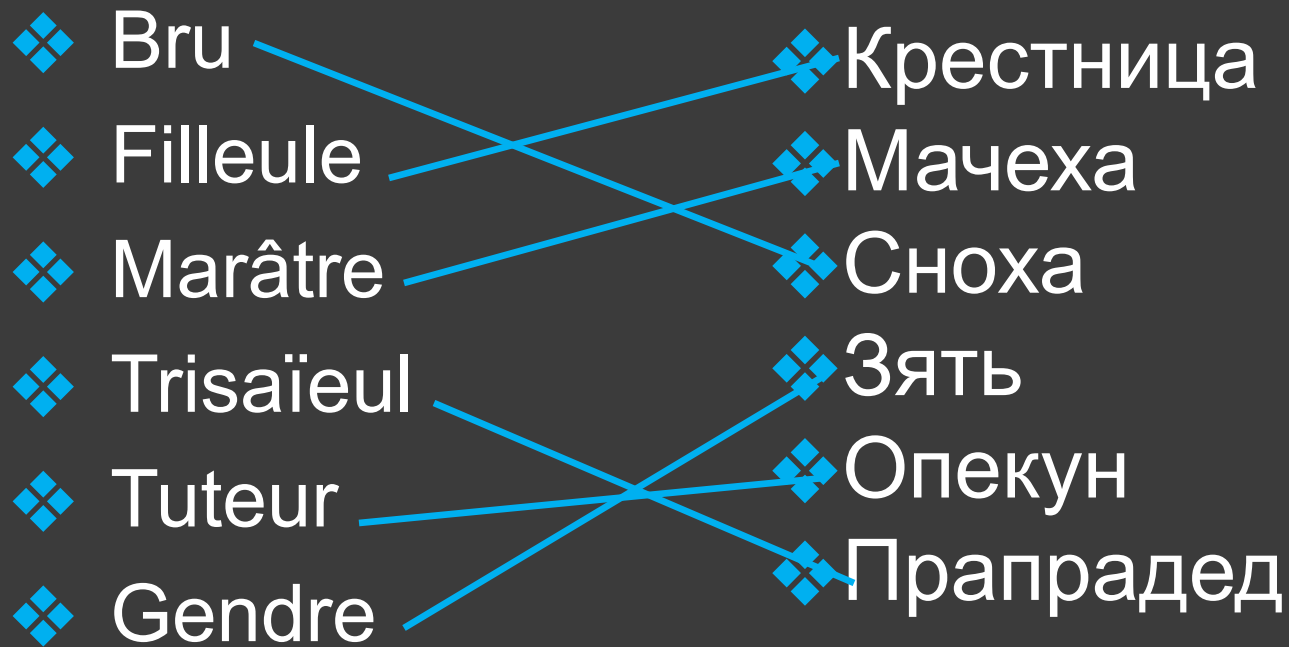 Bru
Filleule
Marâtre
Trisaïeul
Tuteur
Gendre
Крестница
Мачеха
Сноха
Зять
Опекун
Прапрадед